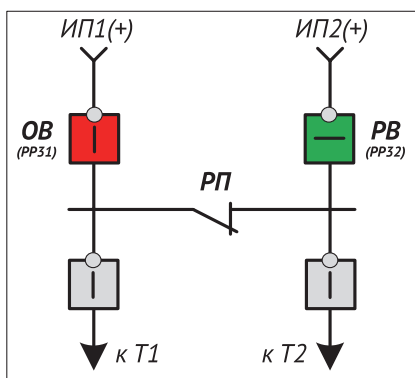 ИП1(+)
ИП2(+)
ОВ
(РР31)
РВ
(РР32)
РП
к Т1
к Т2